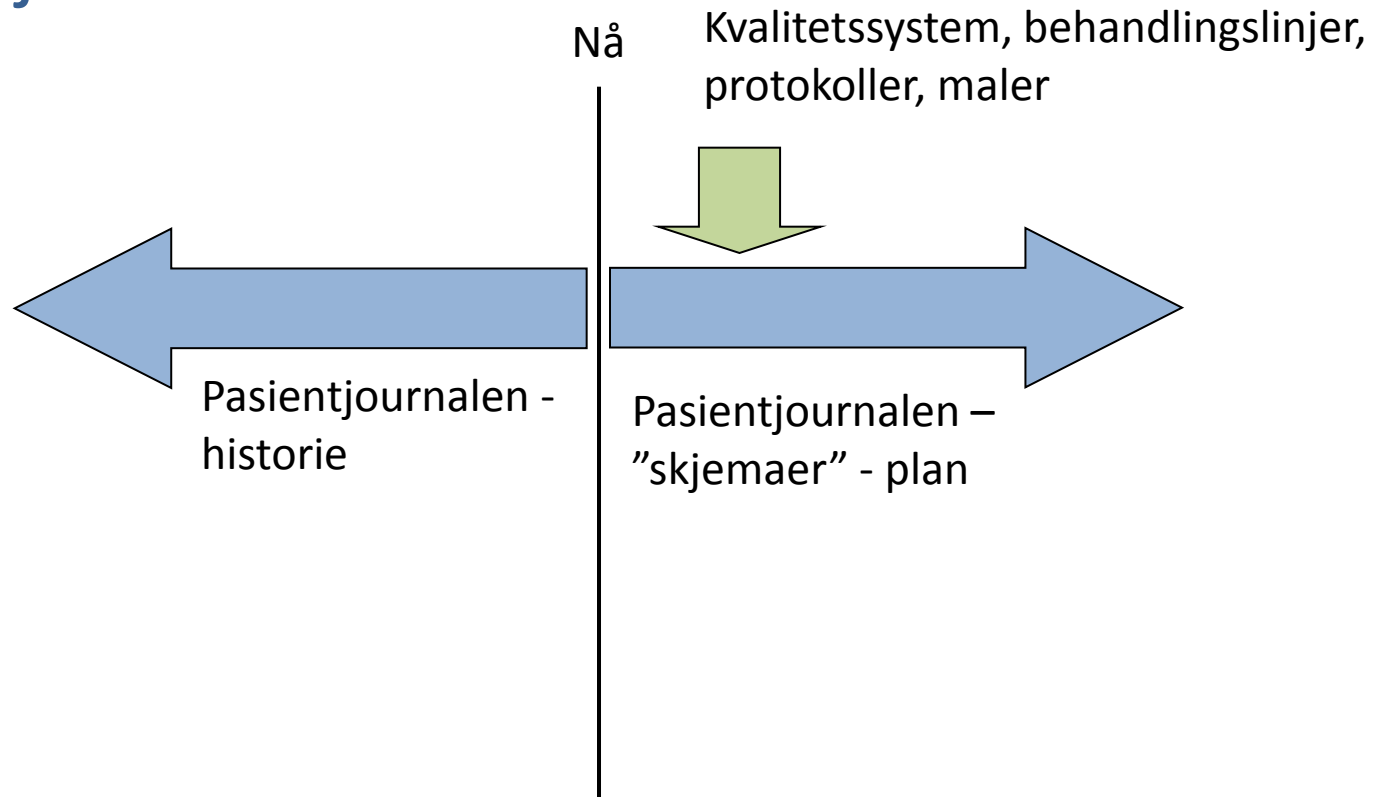 Nå
Kvalitetssystem, behandlingslinjer,
protokoller, maler
Pasientjournalen -
historie
Pasientjournalen –
”skjemaer” - plan